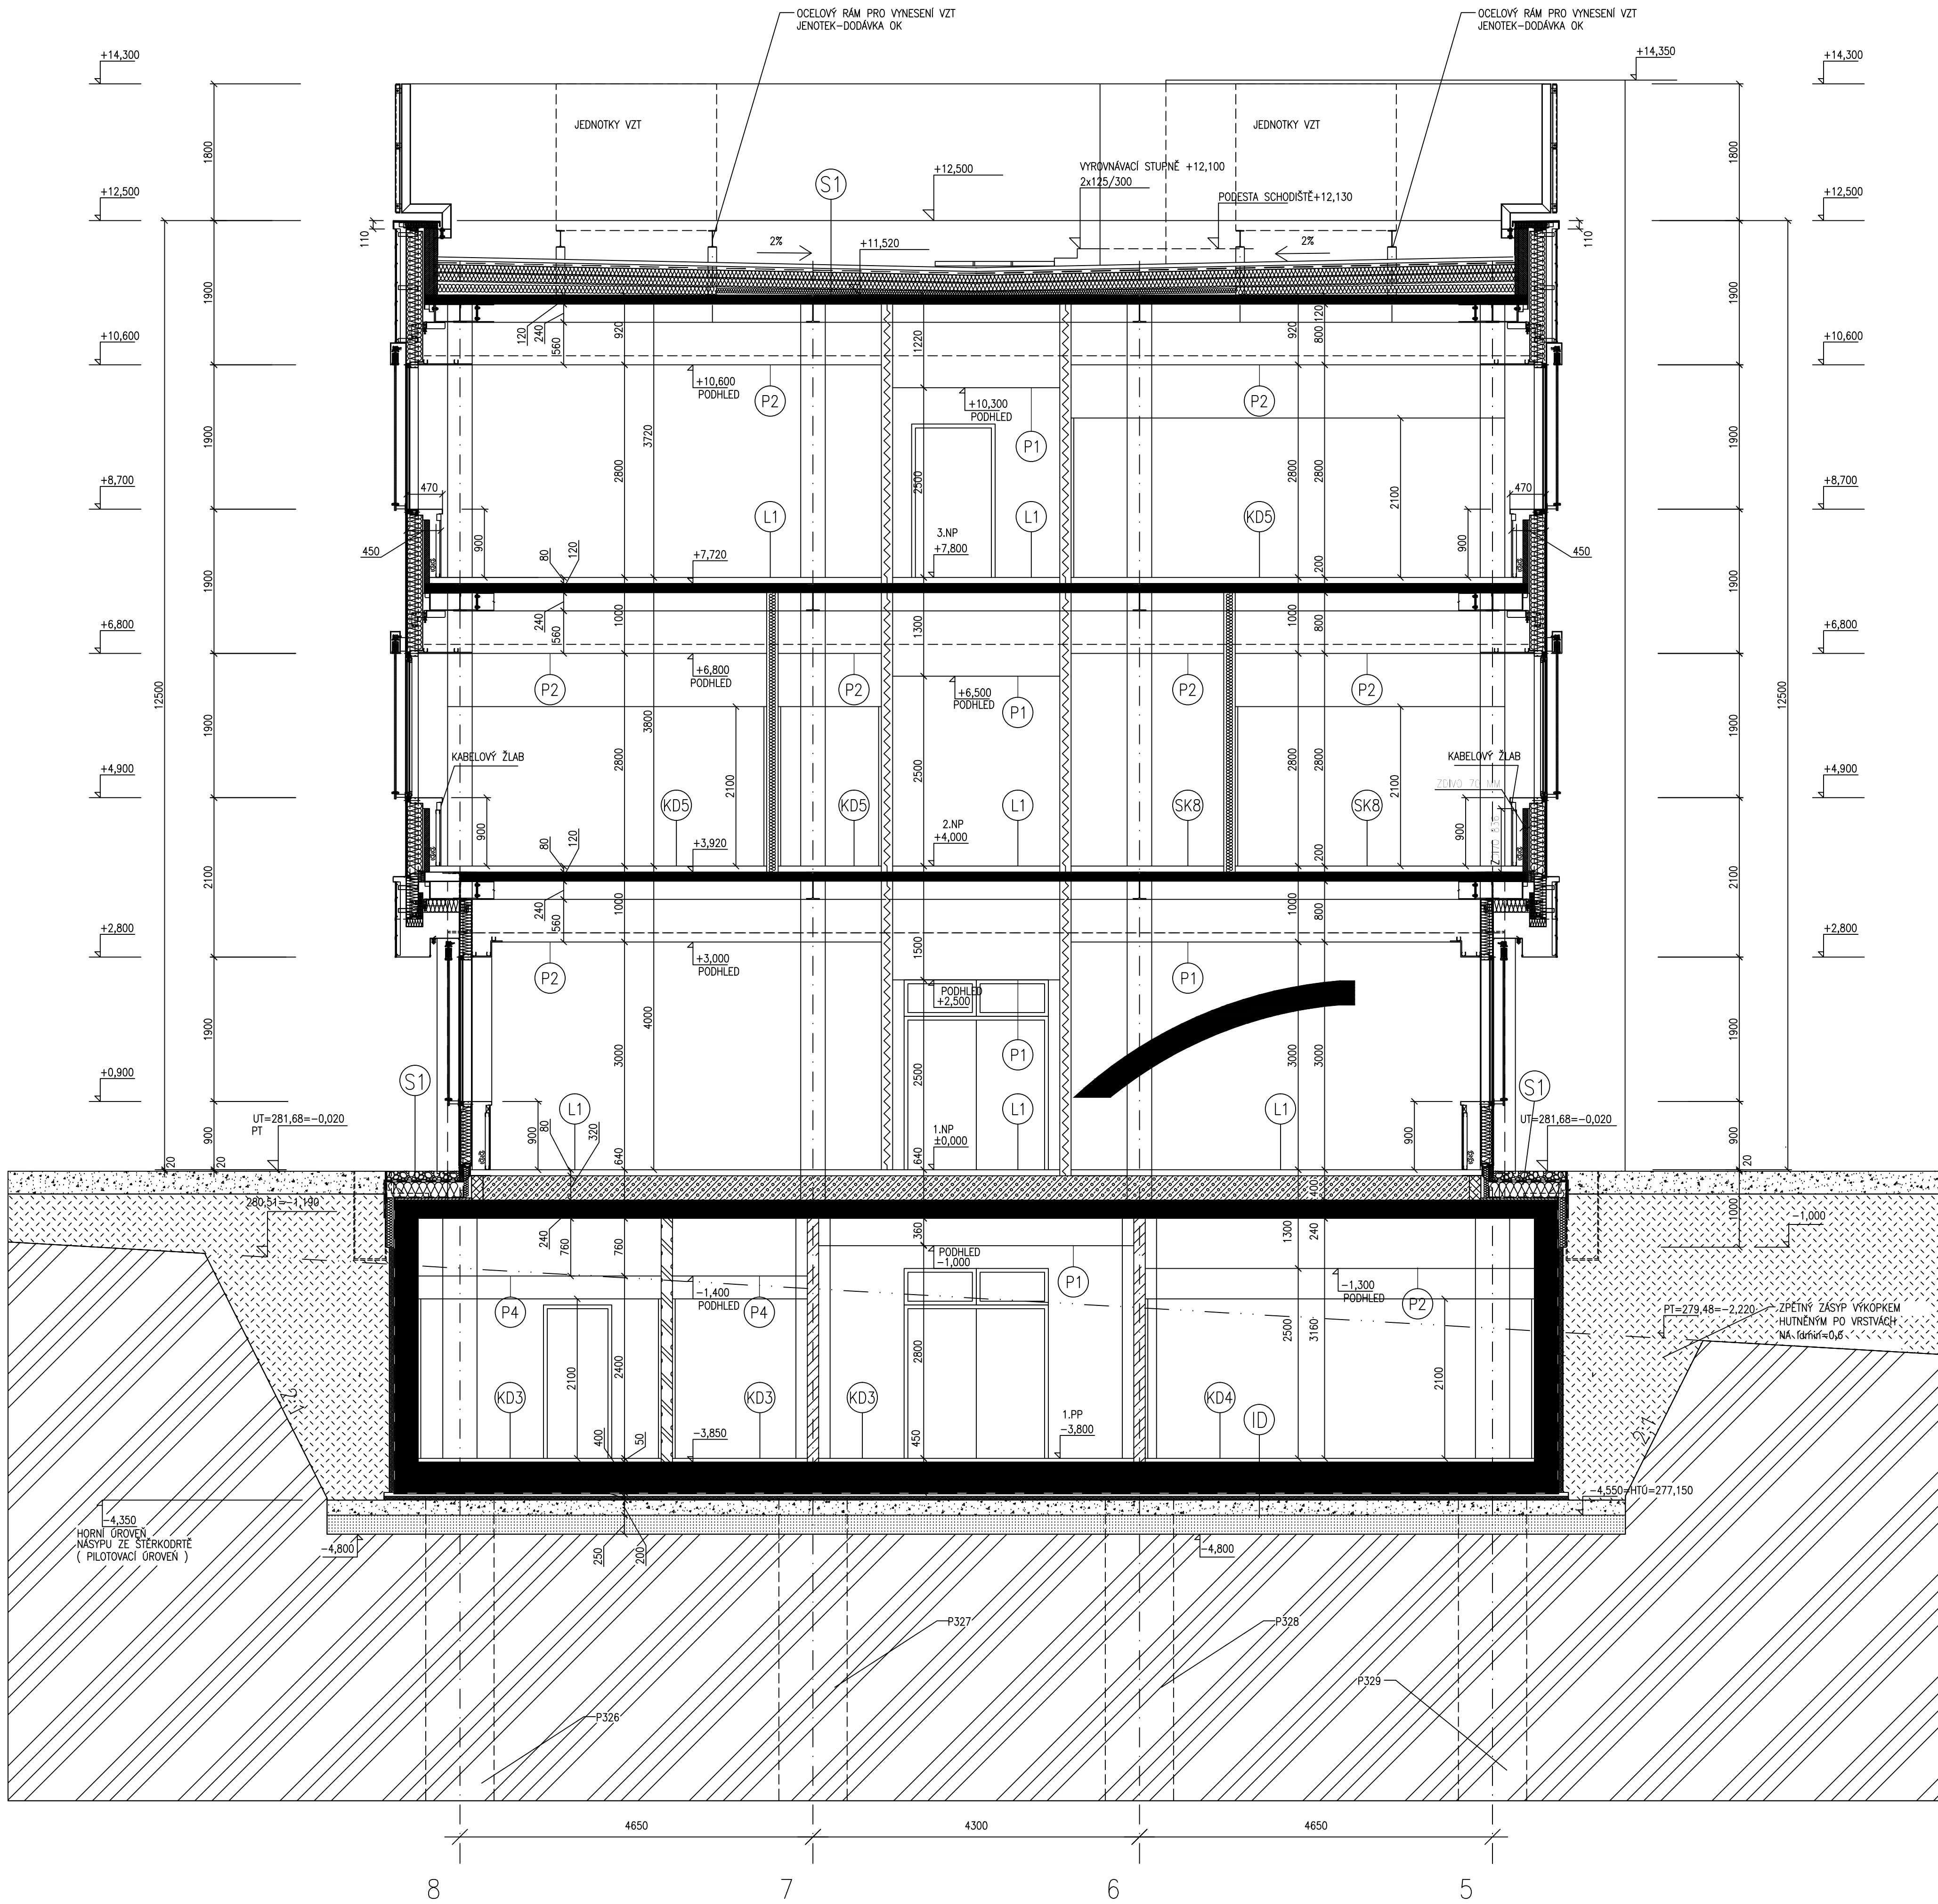 OCELOVÝ RÁM PRO VYNESENÍ VZT
JENOTEK-DODÁVKA OK
OCELOVÝ RÁM PRO VYNESENÍ VZT
JENOTEK-DODÁVKA OK
+14,300
+14,350
+14,300
JEDNOTKY VZT
JEDNOTKY VZT
1800
1800
+12,500
+12,500
VYROVNÁVACÍ STUPNĚ +12,100
2x125/300
PODESTA SCHODIŠTĚ+12,130
+12,500
S1
110
2%
+11,520
2%
110
1900
120
240
560
920
1220
920
800
120
1900
+10,600
+10,600
+10,600
PODHLED
P2
+10,300
PODHLED
P2
P1
1900
3720
2800
2500
2800
2800
2100
1900
+8,700
470
470
+8,700
L1
L1
KD5
450
900
3.NP
+7,800
900
450
80
120
+7,720
200
1900
240
560
1000
1300
1000
800
1900
+6,800
+6,800
+6,800
PODHLED
P2
P2
+6,500
PODHLED
P1
P2
P2
12500
1900
3800
2800
2100
2500
2800
2800
2100
1900
12500
KABELOVÝ ŽLAB
KABELOVÝ ŽLAB
ZDIVO 70 MM
+4,900
+4,900
KD5
KD5
L1
SK8
SK8
900
2.NP
+4,000
900
80
120
+3,920
200
2100
240
560
1000
1500
1000
800
2100
+2,800
+2,800
+3,000
PODHLED
P2
PODHLED
+2,500
P1
P1
1900
4000
3000
2500
3000
3000
1900
+0,900
+0,900
S1
L1
L1
L1
S1
UT=281,68=-0,020
PT
UT=281,68=-0,020
900
20
20
900
80
320
640
1.NP
±0,000
640
900
900
20
280,51=-1,190
400
1000
-1,000
240
760
760
360
PODHLED
-1,000
P1
1300
240
-1,400
PODHLED
P4
P4
-1,300
PODHLED
P2
PT=279,48=-2,220
ZPĚTNÝ ZÁSYP VÝKOPKEM
HUTNĚNÝM PO VRSTVÁCH
NA Idmin=0,6
2100
2400
2800
2500
3160
2100
KD3
KD3
KD3
KD4
ID
2:1
400
50
-3,850
450
1.PP
-3,800
-4,550=HTÚ=277,150
-4,350
HORNÍ ÚROVEŇ
NÁSYPU ZE ŠTĚRKODRTĚ
( PILOTOVACÍ ÚROVEŇ )
-4,800
250
200
-4,800
P327
P328
P329
P326
4650
4300
4650
8
7
6
5